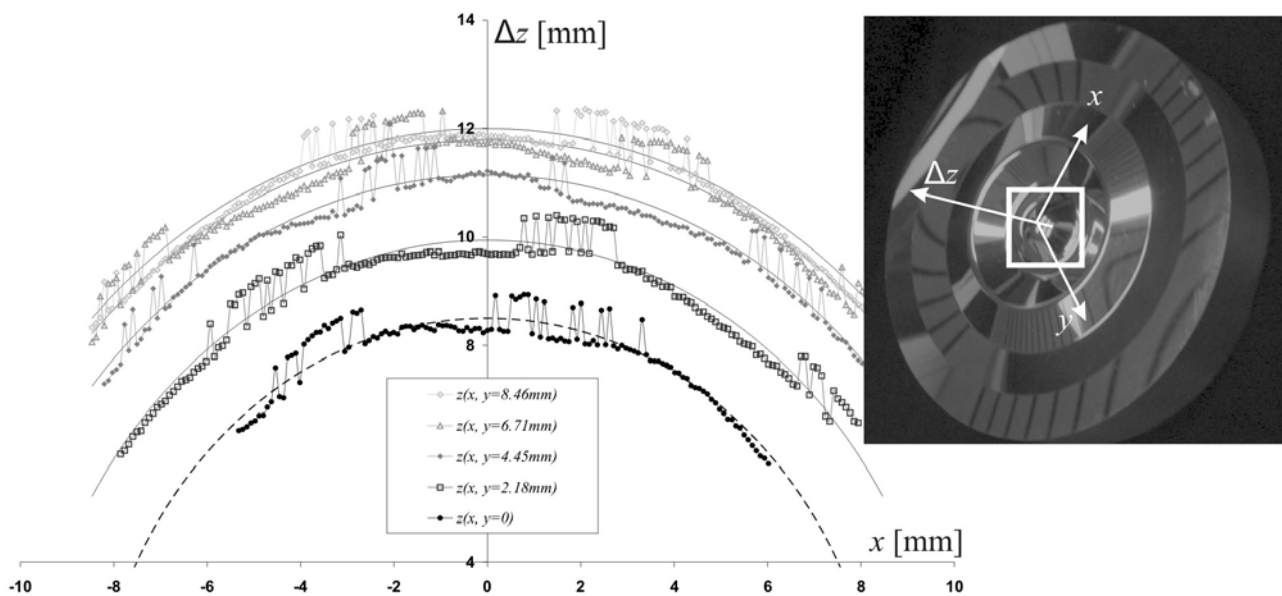 14
Δz [mm]
12
10
8
4
z(x, y=8.46mm)
z(x, y=6.71mm)
z(x, y=4.45mm)
z(x, y=2.18mm)
z(x, y=0)
x [mm]
-10 -8 -6 -4 -2 0 2 4 6 8 10
x
Δz
y